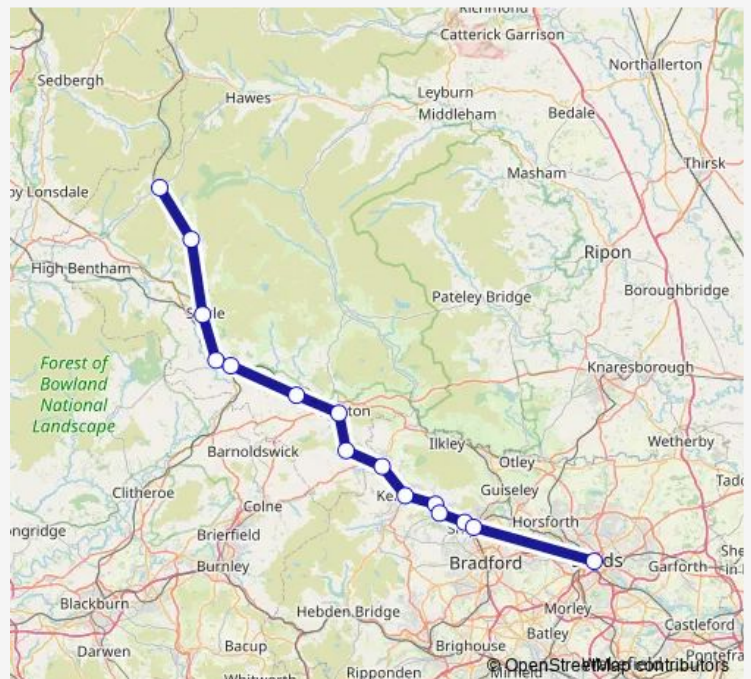 Richmond
Catterick Garrison
Northallerton
Sedbergh
Hawes
Leyburn
Middleham
Bedale
Thirsk
Masham
by Lonsdale
Ripon
High Bentham
Boroughbridge
Pateley Bridge
Forest of
Bowland
National
Landscape
Knaresborough
Ilkley
Wetherby
Barnoldswick
Otley
Clitheroe
Guiseley
Colne
Horsforth
ongridge
Brierfield
Bradford
Garforth
Burnley
Blackburn
Hebden Bridge
Morley
Castleford
Batley
Darwen
Bacup
Brighouse
Ripponden
Mirfield
© OpenStreetMap contributors